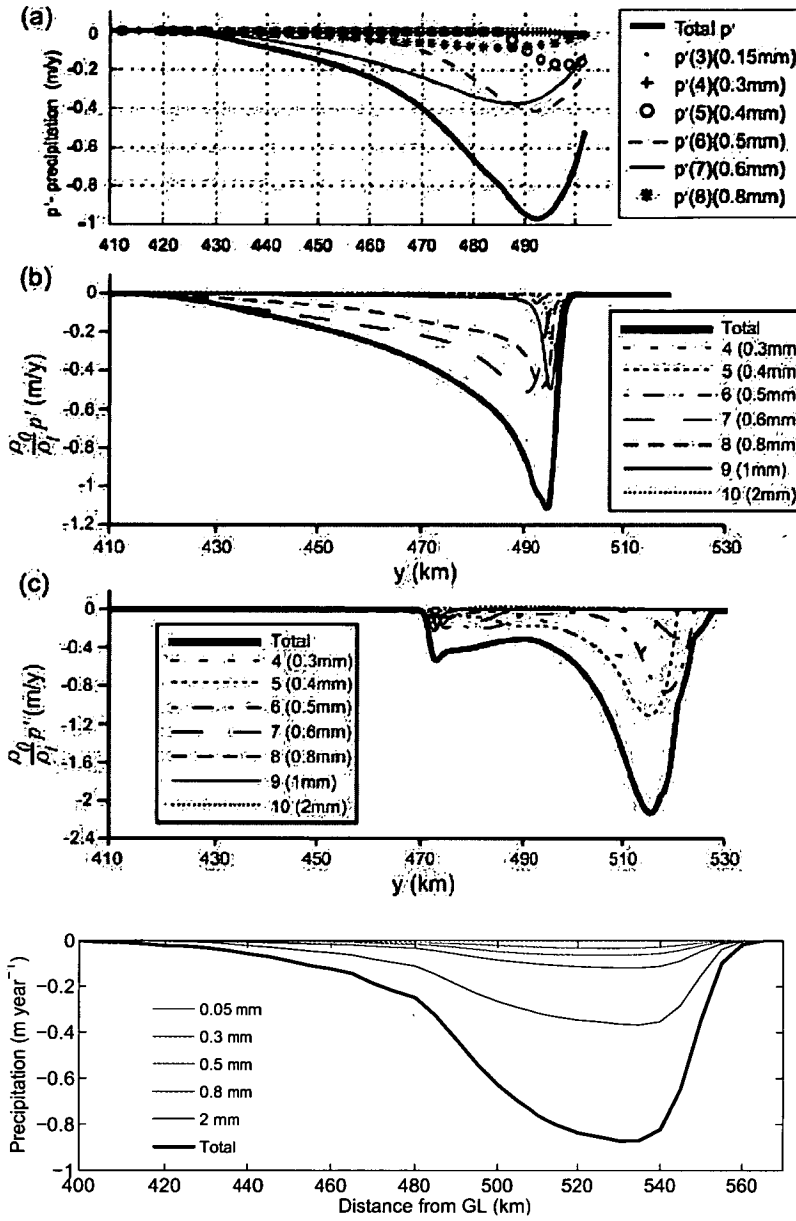 (a)
0
-0.2
-0.4
-0.6
-0.8
-1
p'- precipitation (m/y)
410 420 430 440 450 460 470 480 490
Total p'
p'(3)(0.15mm)
p'(4)(0.3mm)
p'(5)(0.4mm)
p'(6)(0.5mm)
p'(7)(0.6mm)
p'(8)(0.8mm)
(b)
0
-0.2
-0.4
-0.6
-0.8
-1
-1.2
ρ0/ρi p' (m/y)
410 430 450 470 490 510 530
y (km)
Total
4 (0.3mm
5 (0.4mm
6 (0.5mm
7 (0.6mm
8 (0.8mm
9 (1mm)
10 (2mm)
(c)
0
-0.4
-0.8
-1.2
-1.6
-2
-2.4
ρ0/ρi p'' (m/y)
410 430 450 470 490 510 530
y (km)
Total
4 (0.3mm)
5 (0.4mm)
6 (0.5mm)
7 (0.6mm)
8 (0.8mm)
9 (1mm)
10 (2mm)
0
−0.2
−0.4
−0.6
−0.8
−1
Precipitation (m year−1)
400 420 440 460 480 500 520 540 560
Distance from GL (km)
0.05 mm
0.3 mm
0.5 mm
0.8 mm
2 mm
Total